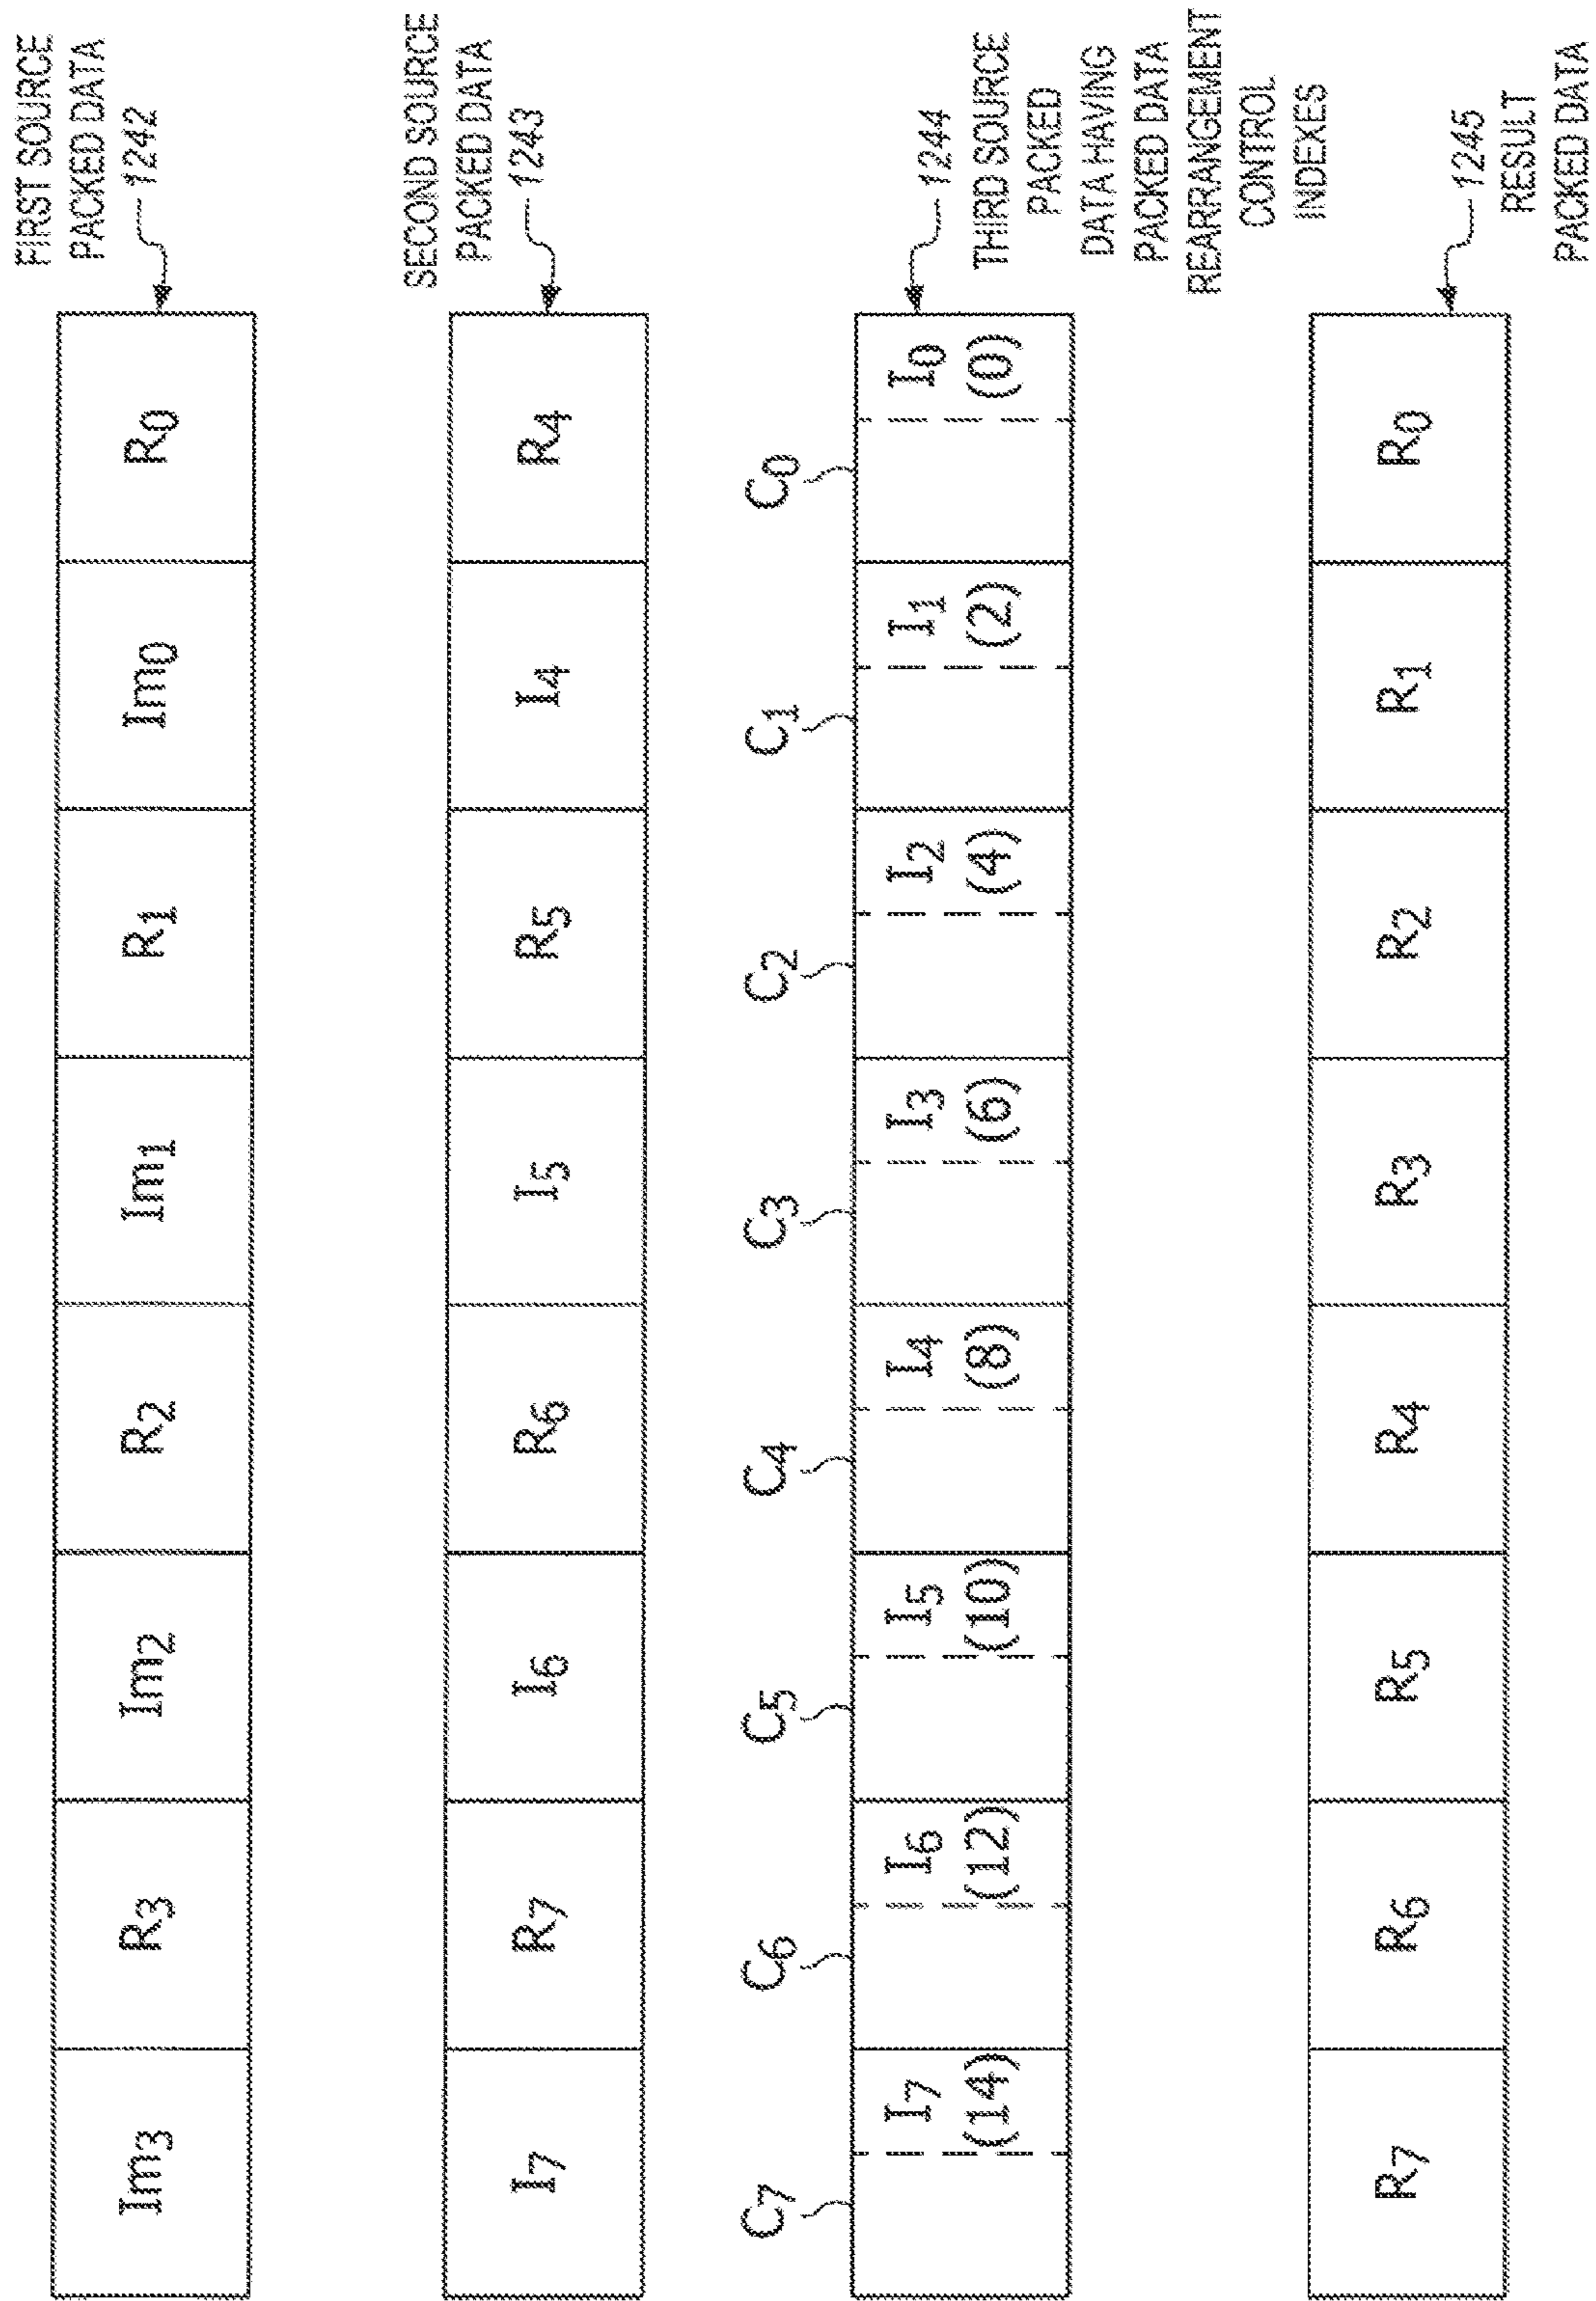 FIRST SOURCE
PACKED DATA
1242
Im₃ R₃ Im₂ R₂ Im₁ R₁ Im₀ R₀
SECOND SOURCE
PACKED DATA
1243
I₇ R₇ I₆ R₆ I₅ R₅ I₄ R₄
C₇ C₆ C₅ C₄ C₃ C₂ C₁ C₀
I₇ I₆ I₅ I₄ I₃ I₂ I₁ I₀
(14) (12) (10) (8) (6) (4) (2) (0)
1244
THIRD SOURCE
PACKED
DATA HAVING
PACKED DATA
REARRANGEMENT
CONTROL
INDEXES
R₇ R₆ R₅ R₄ R₃ R₂ R₁ R₀
1245
RESULT
PACKED DATA